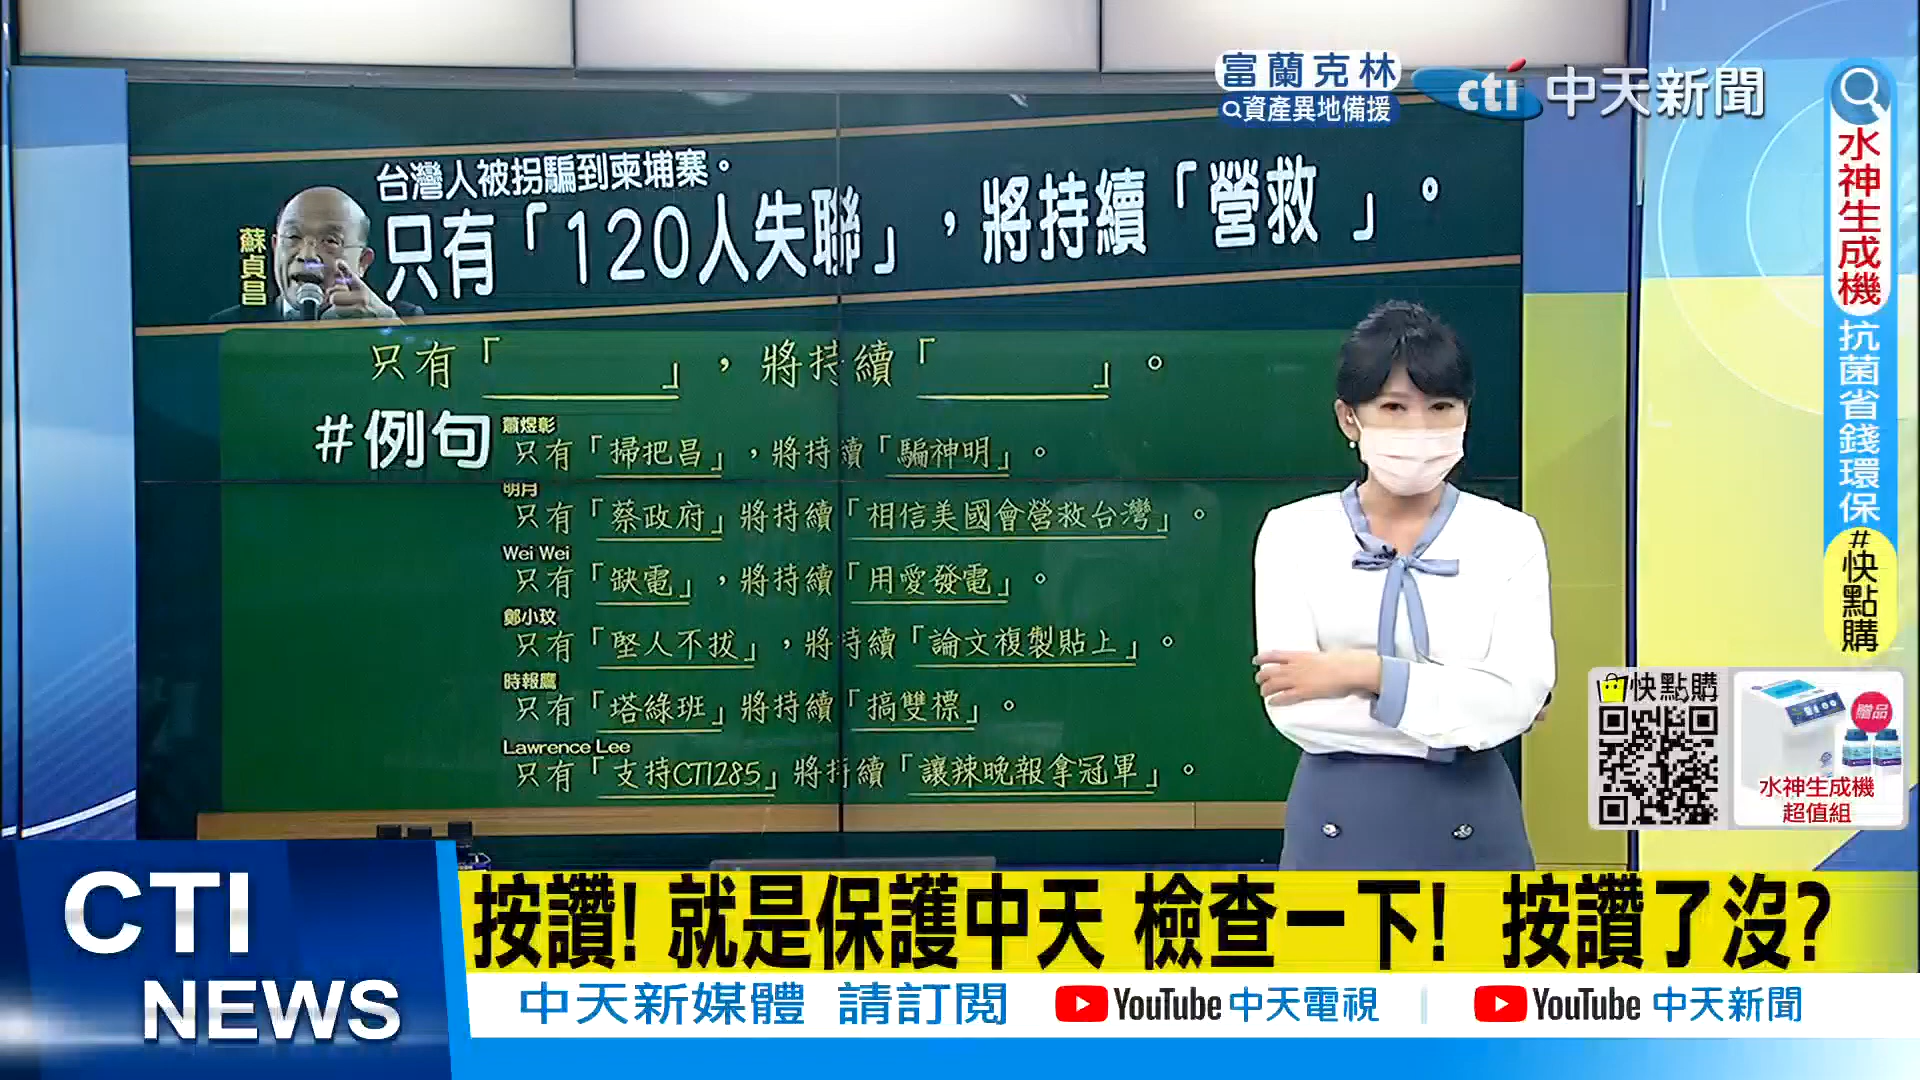 富蘭克林
資產異地備援
cti 中天新聞
水神生成機 抗菌省錢環保 #快點購
台灣人被拐騙到柬埔寨。
蘇貞昌
只有「120人失聯」，將持續「營救 」。
只有「＿＿＿」，將持續「＿＿＿」。
#例句
蕭煜彰
只有「掃把昌」，將持續「騙神明」。
明月
只有「蔡政府」將持續「相信美國會營救台灣」。
Wei Wei
只有「缺電」，將持續「用愛發電」。
鄭小玟
只有「堅人不拔」，將持續「論文複製貼上」。
時報鷹
只有「塔綠班」將持續「搞雙標」。
Lawrence Lee
只有「支持CTI285」將持續「讓辣晚報拿冠軍」。
快點購
贈品
水神生成機
超值組
CTI
NEWS
按讚! 就是保護中天 檢查一下! 按讚了沒?
中天新媒體 請訂閱 YouTube 中天電視 | YouTube 中天新聞